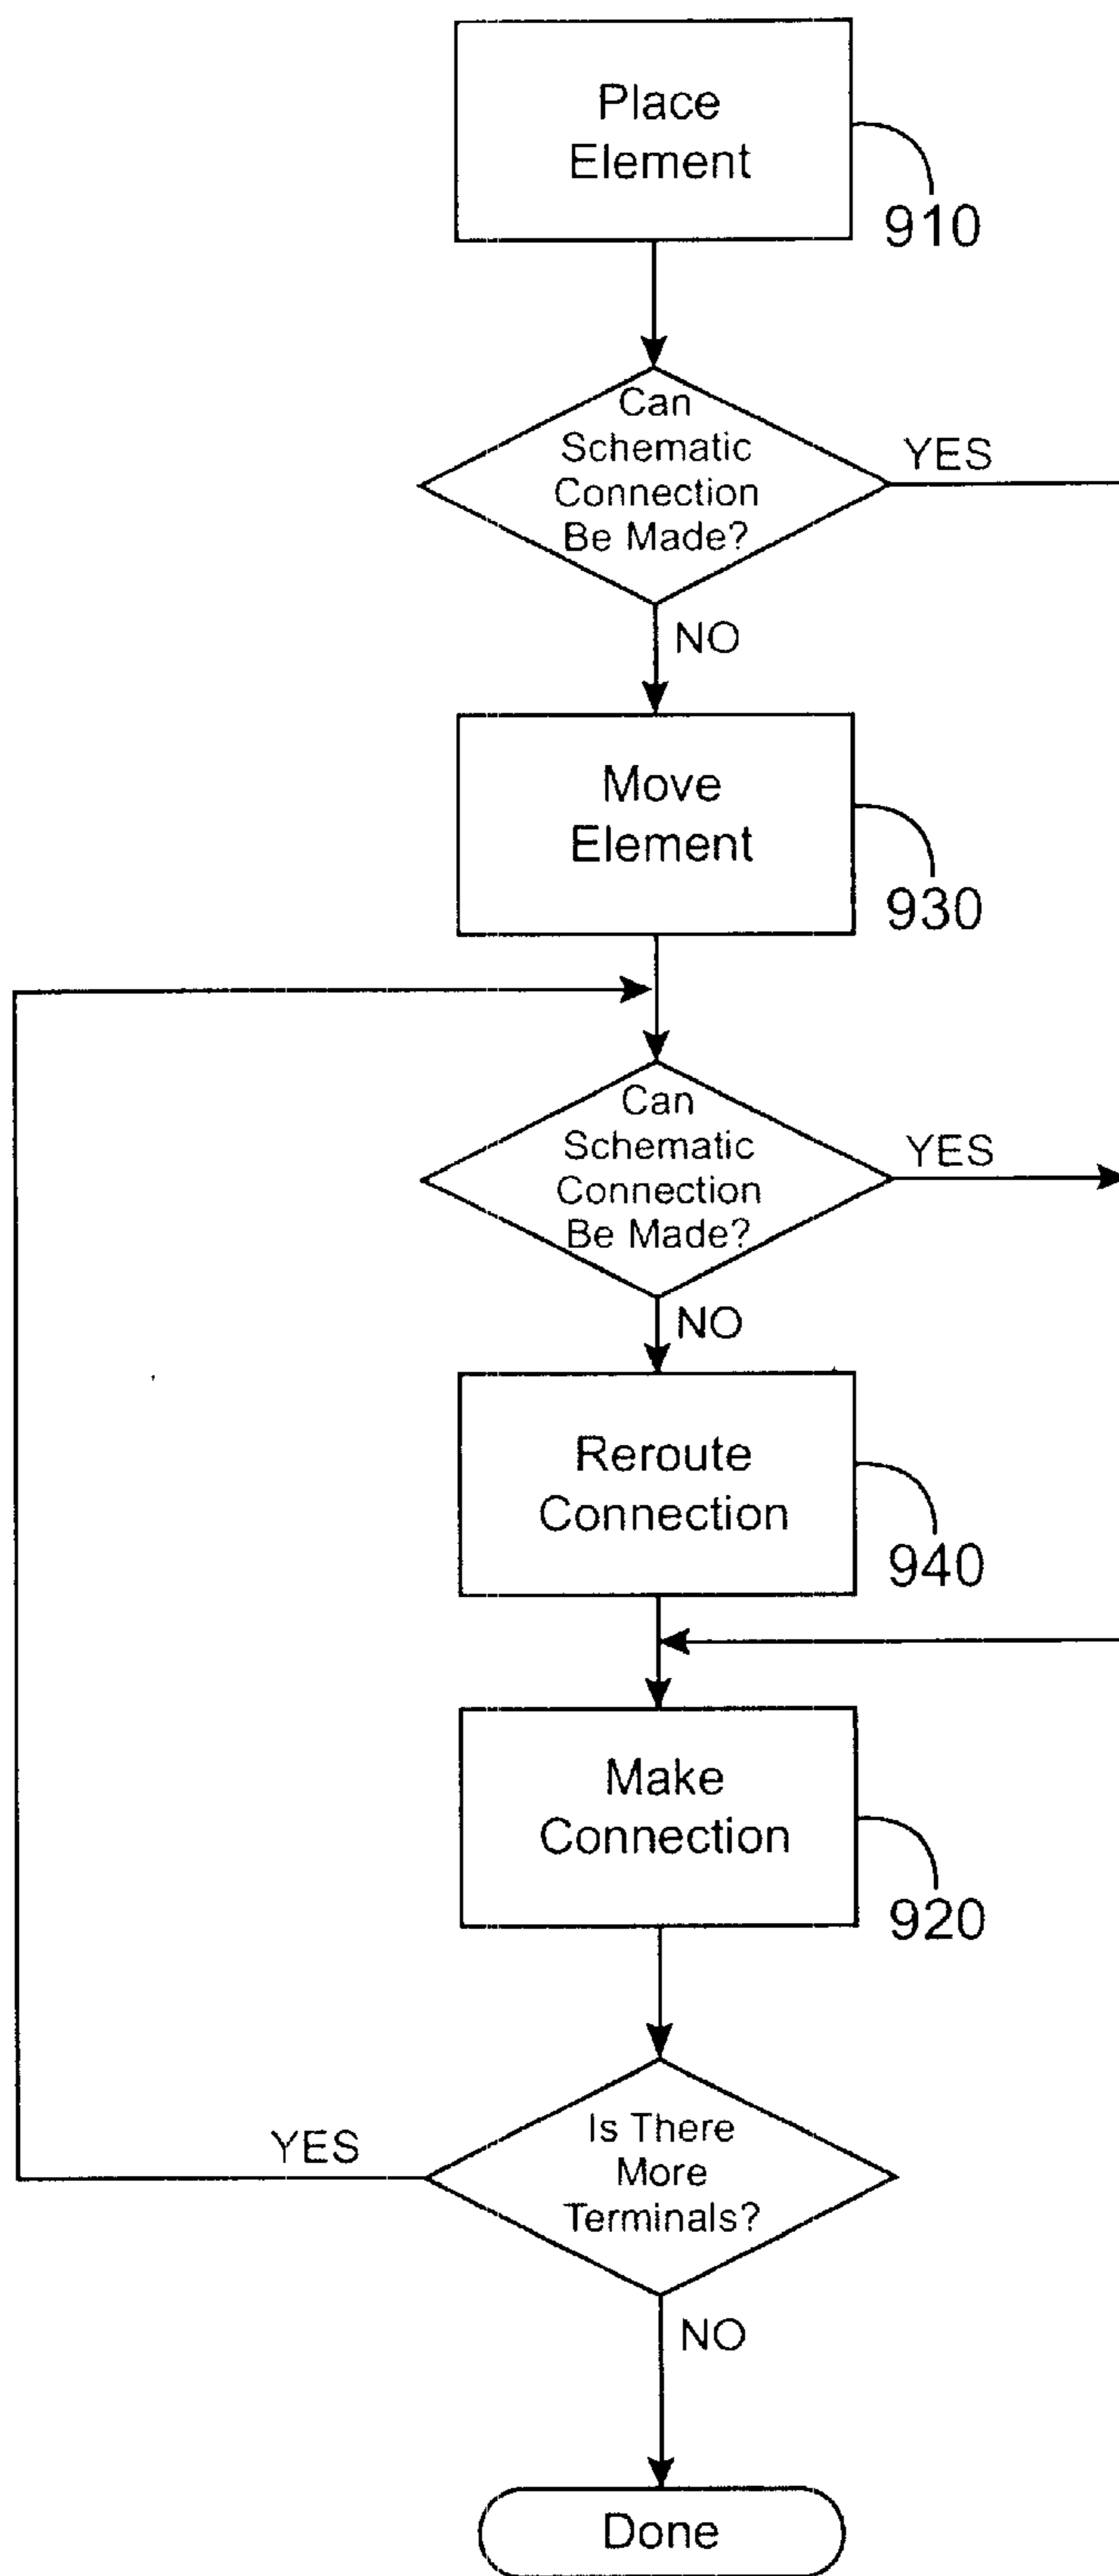 Place
Element
910
Can
Schematic
Connection
Be Made?
YES
NO
Move
Element
930
Can
Schematic
Connection
Be Made?
YES
NO
Reroute
Connection
940
Make
Connection
920
Is There
More
Terminals?
YES
NO
Done